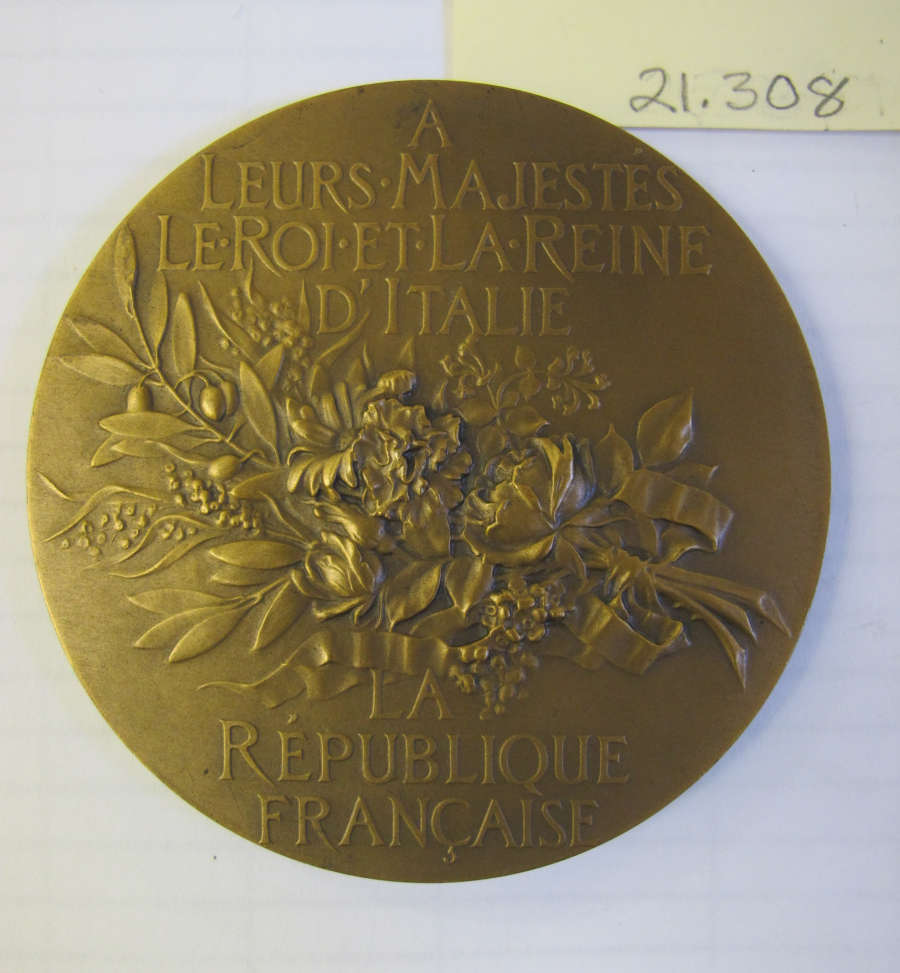 21.308
A
LEURS·MAJESTÉS
LE·ROI·ET·LA·REINE
D'ITALIE
LA
RÉPUBLIQUE
FRANÇAISE